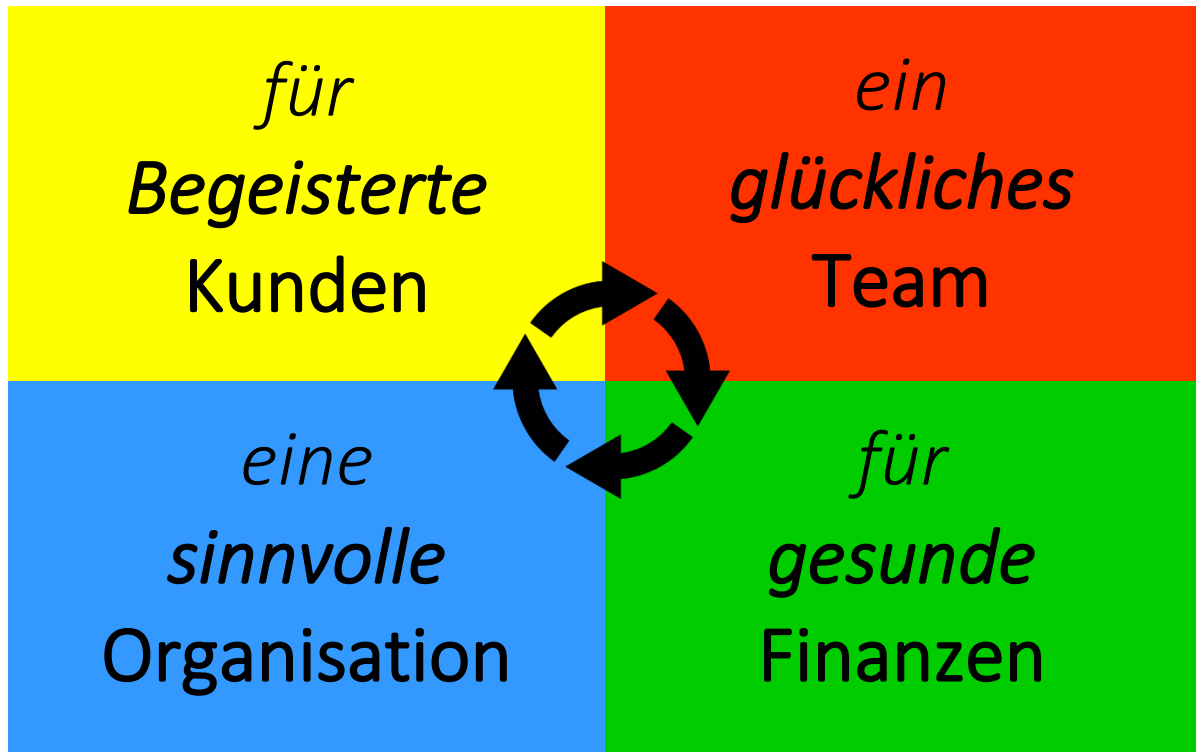 für
Begeisterte
Kunden
ein
glückliches
Team
eine
sinnvolle
Organisation
für
gesunde
Finanzen